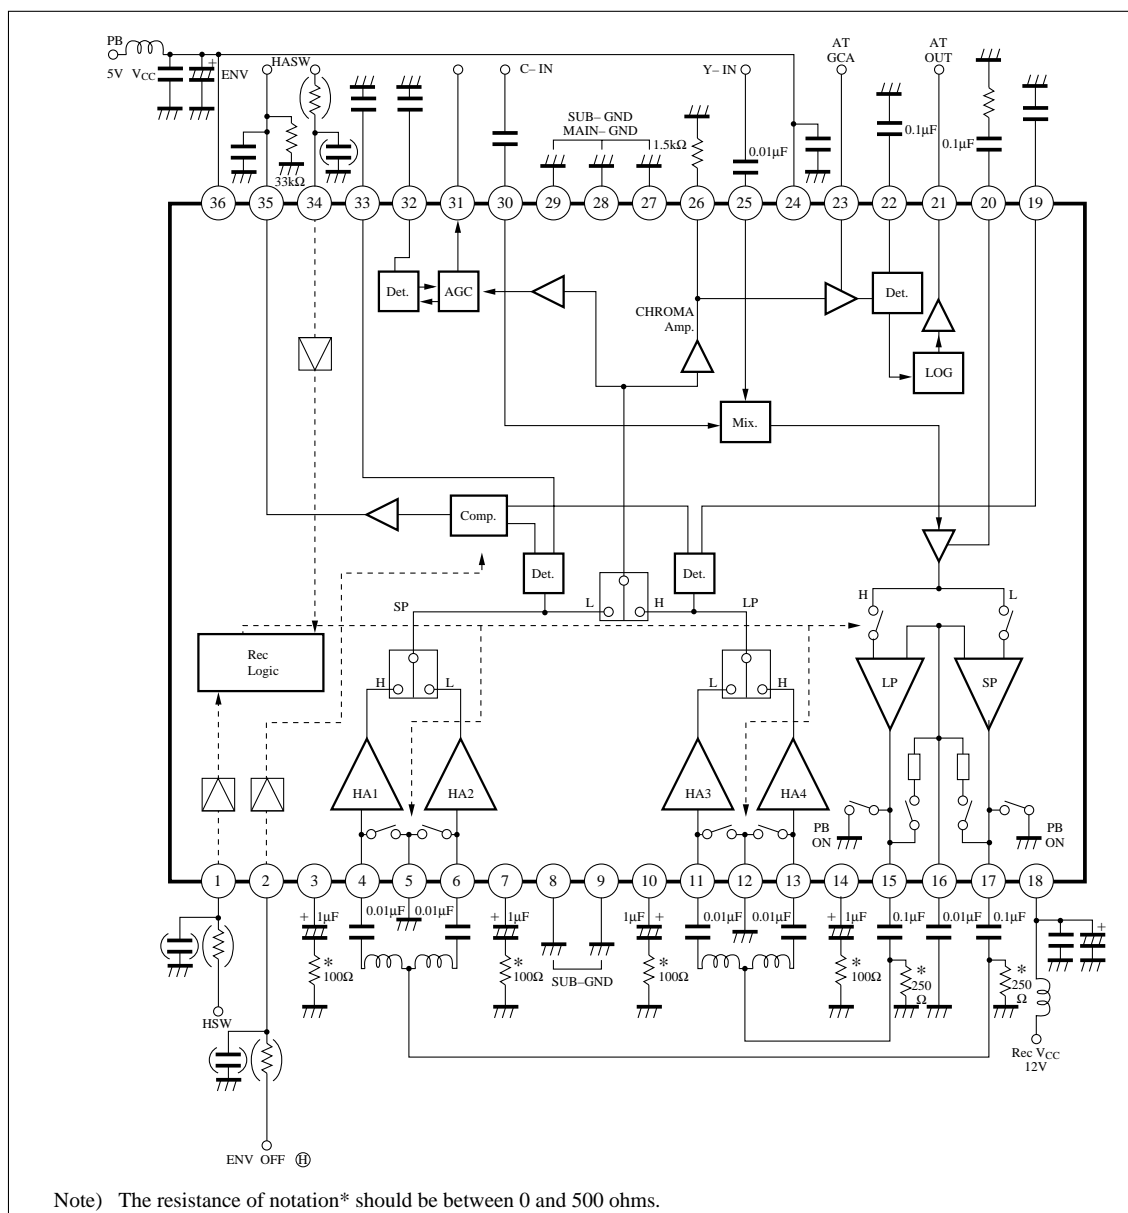 PB
5V VCC
ENV
HASW
C– IN
Y– IN
AT
GCA
AT
OUT
33kΩ
SUB– GND
MAIN– GND
1.5kΩ
0.01µF
0.1µF
0.1µF
36
35
34
33
32
31
30
29
28
27
26
25
24
23
22
21
20
19
Det.
AGC
CHROMA
Amp.
Det.
LOG
Mix.
Comp.
Det.
Det.
SP
L
H
LP
H
L
Rec
Logic
H
L
L
H
LP
SP
HA1
HA2
HA3
HA4
PB
ON
PB
ON
1
2
3
4
5
6
7
8
9
10
11
12
13
14
15
16
17
18
+
1µF
0.01µF
0.01µF
+
1µF
1µF
+
0.01µF
0.01µF
+
1µF
0.1µF
0.01µF
0.1µF
+
*
100Ω
*
100Ω
SUB–GND
*
100Ω
*
100Ω
*
250
Ω
*
250
Ω
HSW
Rec VCC
12V
ENV OFF H
Note) The resistance of notation* should be between 0 and 500 ohms.